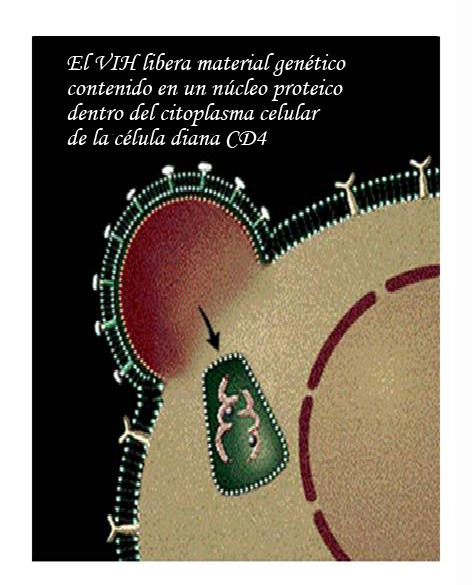 El VIH libera material genético
contenido en un núcleo proteico
dentro del citoplasma celular
de la célula diana CD4